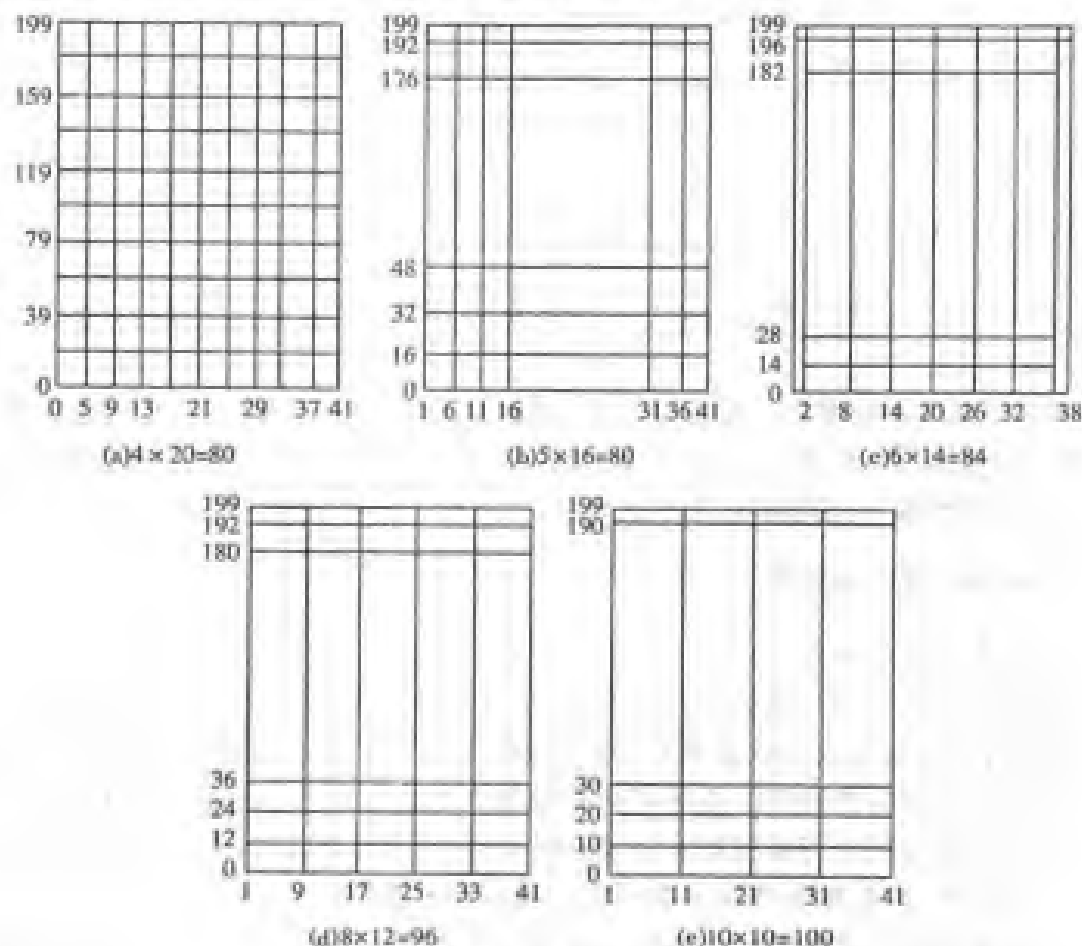 199 159 119 79 39 0
0 5 9 13 21 29 37 41
(a)4×20=80
199 192 176 48 32 16 0
1 6 11 16 31 36 41
(b)5×16=80
199 196 182 28 14 0
2 8 14 20 26 32 38
(c)6×14=84
199 192 180 36 24 12 0
1 9 17 25 33 41
(d)8×12=96
199 190 30 20 10 0
1 11 21 31 41
(e)10×10=100